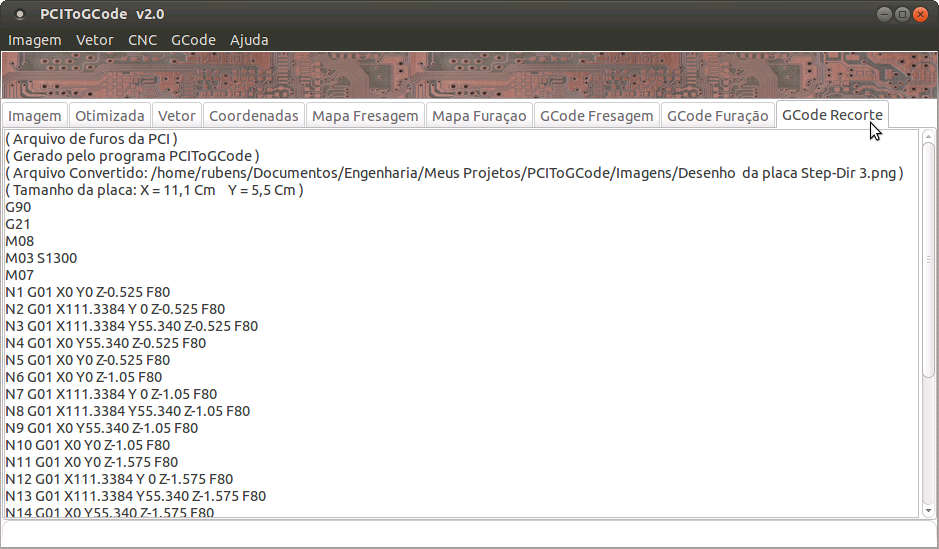 PCIToGCode v2.0
Imagem Vetor CNC GCode Ajuda
Imagem Otimizada Vetor Coordenadas Mapa Fresagem Mapa Furaçao GCode Fresagem GCode Furação GCode Recorte
( Arquivo de furos da PCI )
( Gerado pelo programa PCIToGCode )
( Arquivo Convertido: /home/rubens/Documentos/Engenharia/Meus Projetos/PCIToGCode/Imagens/Desenho  da placa Step-Dir 3.png )
( Tamanho da placa: X = 11,1 Cm    Y = 5,5 Cm )
G90
G21
M08
M03 S1300
M07
N1 G01 X0 Y0 Z-0.525 F80
N2 G01 X111.3384 Y 0 Z-0.525 F80
N3 G01 X111.3384 Y55.340 Z-0.525 F80
N4 G01 X0 Y55.340 Z-0.525 F80
N5 G01 X0 Y0 Z-0.525 F80
N6 G01 X0 Y0 Z-1.05 F80
N7 G01 X111.3384 Y 0 Z-1.05 F80
N8 G01 X111.3384 Y55.340 Z-1.05 F80
N9 G01 X0 Y55.340 Z-1.05 F80
N10 G01 X0 Y0 Z-1.05 F80
N11 G01 X0 Y0 Z-1.575 F80
N12 G01 X111.3384 Y 0 Z-1.575 F80
N13 G01 X111.3384 Y55.340 Z-1.575 F80
N14 G01 X0 Y55.340 Z-1.575 F80